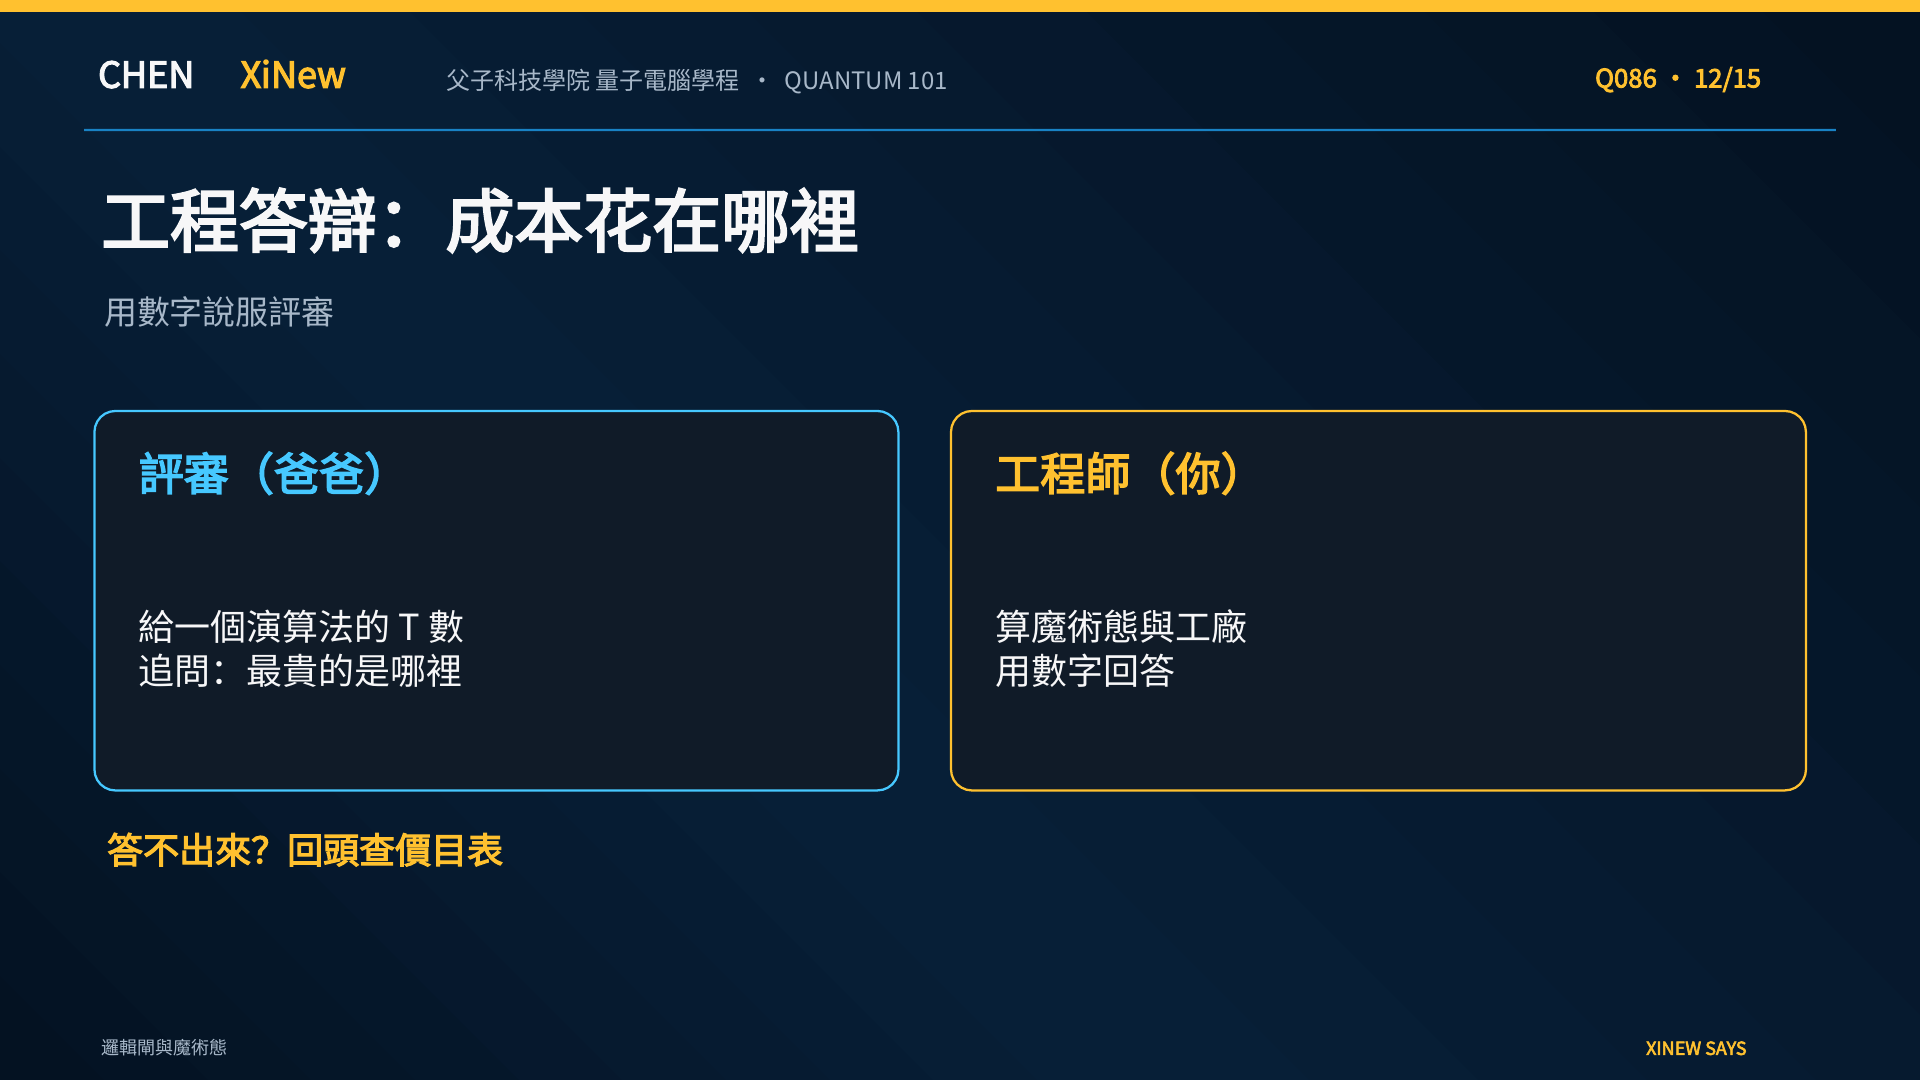 CHEN XiNew 父子科技學院 量子電腦學程 · QUANTUM 101 Q086 · 12/15
工程答辯：成本花在哪裡
用數字說服評審
評審（爸爸）
給一個演算法的 T 數
追問：最貴的是哪裡
工程師（你）
算魔術態與工廠
用數字回答
答不出來？回頭查價目表
邏輯閘與魔術態
XINEW SAYS